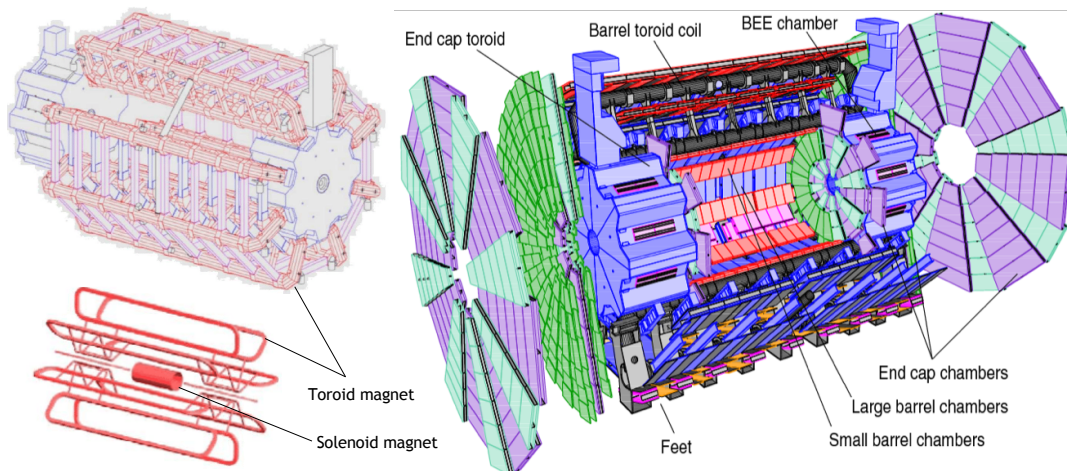 End cap toroid
Barrel toroid coil
BEE chamber
Toroid magnet
Solenoid magnet
End cap chambers
Large barrel chambers
Small barrel chambers
Feet